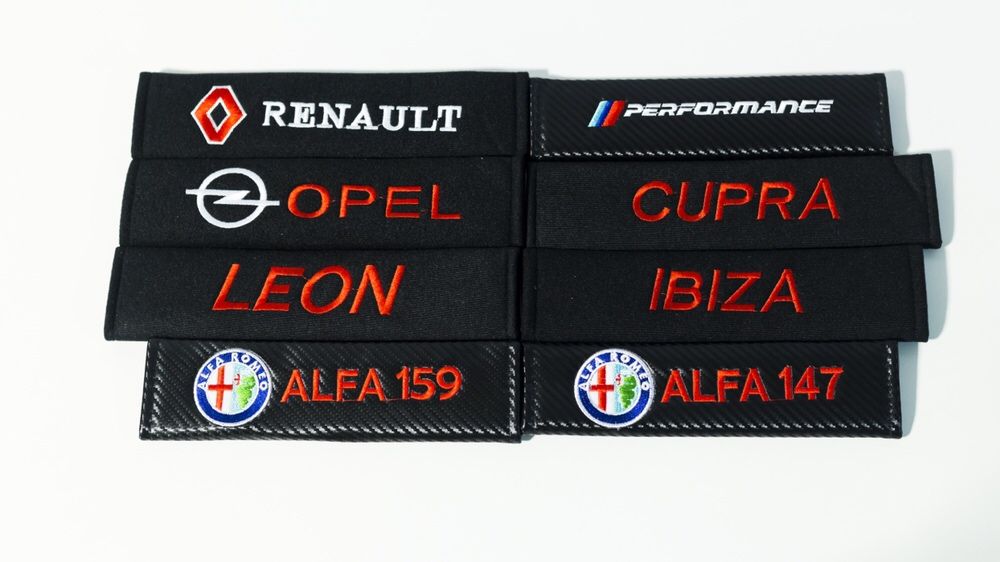 RENAULT
PERFORMANCE
OPEL
CUPRA
LEON
IBIZA
ALFA ROMEO
ALFA 159
ALFA ROMEO
ALFA 147